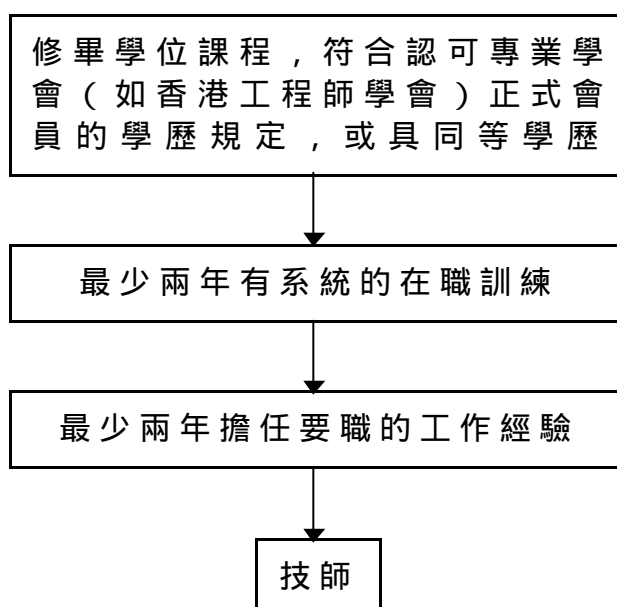 修畢學位課程，符合認可專業學
會（如香港工程師學會）正式會
員的學歷規定，或具同等學歷
最少兩年有系統的在職訓練
最少兩年擔任要職的工作經驗
技師